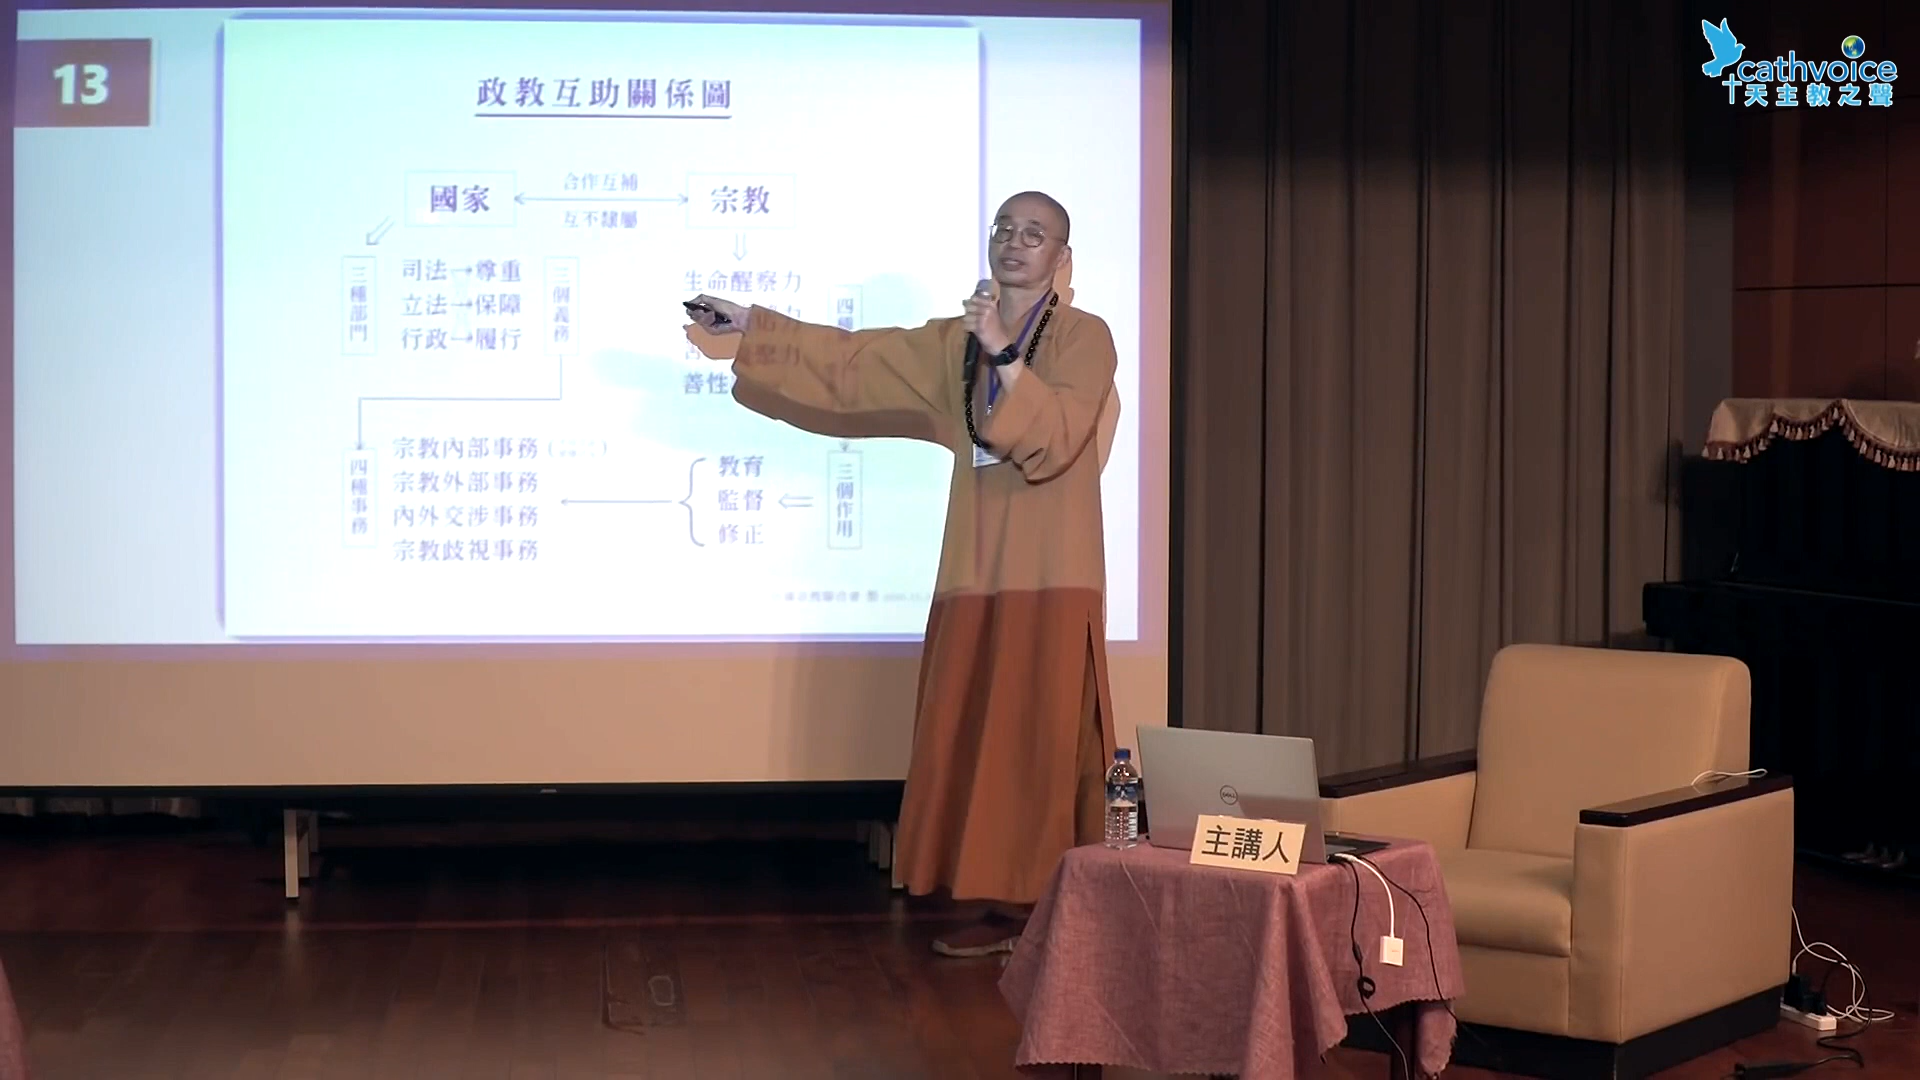 cathvoice
天主教之聲
13
政教互助關係圖
國家
合作互補
互不隸屬
宗教
三種部門
司法→尊重
立法→保障
行政→履行
三個義務
生命醒察力
力
力
善性
四種
四種事務
宗教內部事務
宗教外部事務
內外交涉事務
宗教歧視事務
教育
監督
修正
三個作用
DELL
主講人